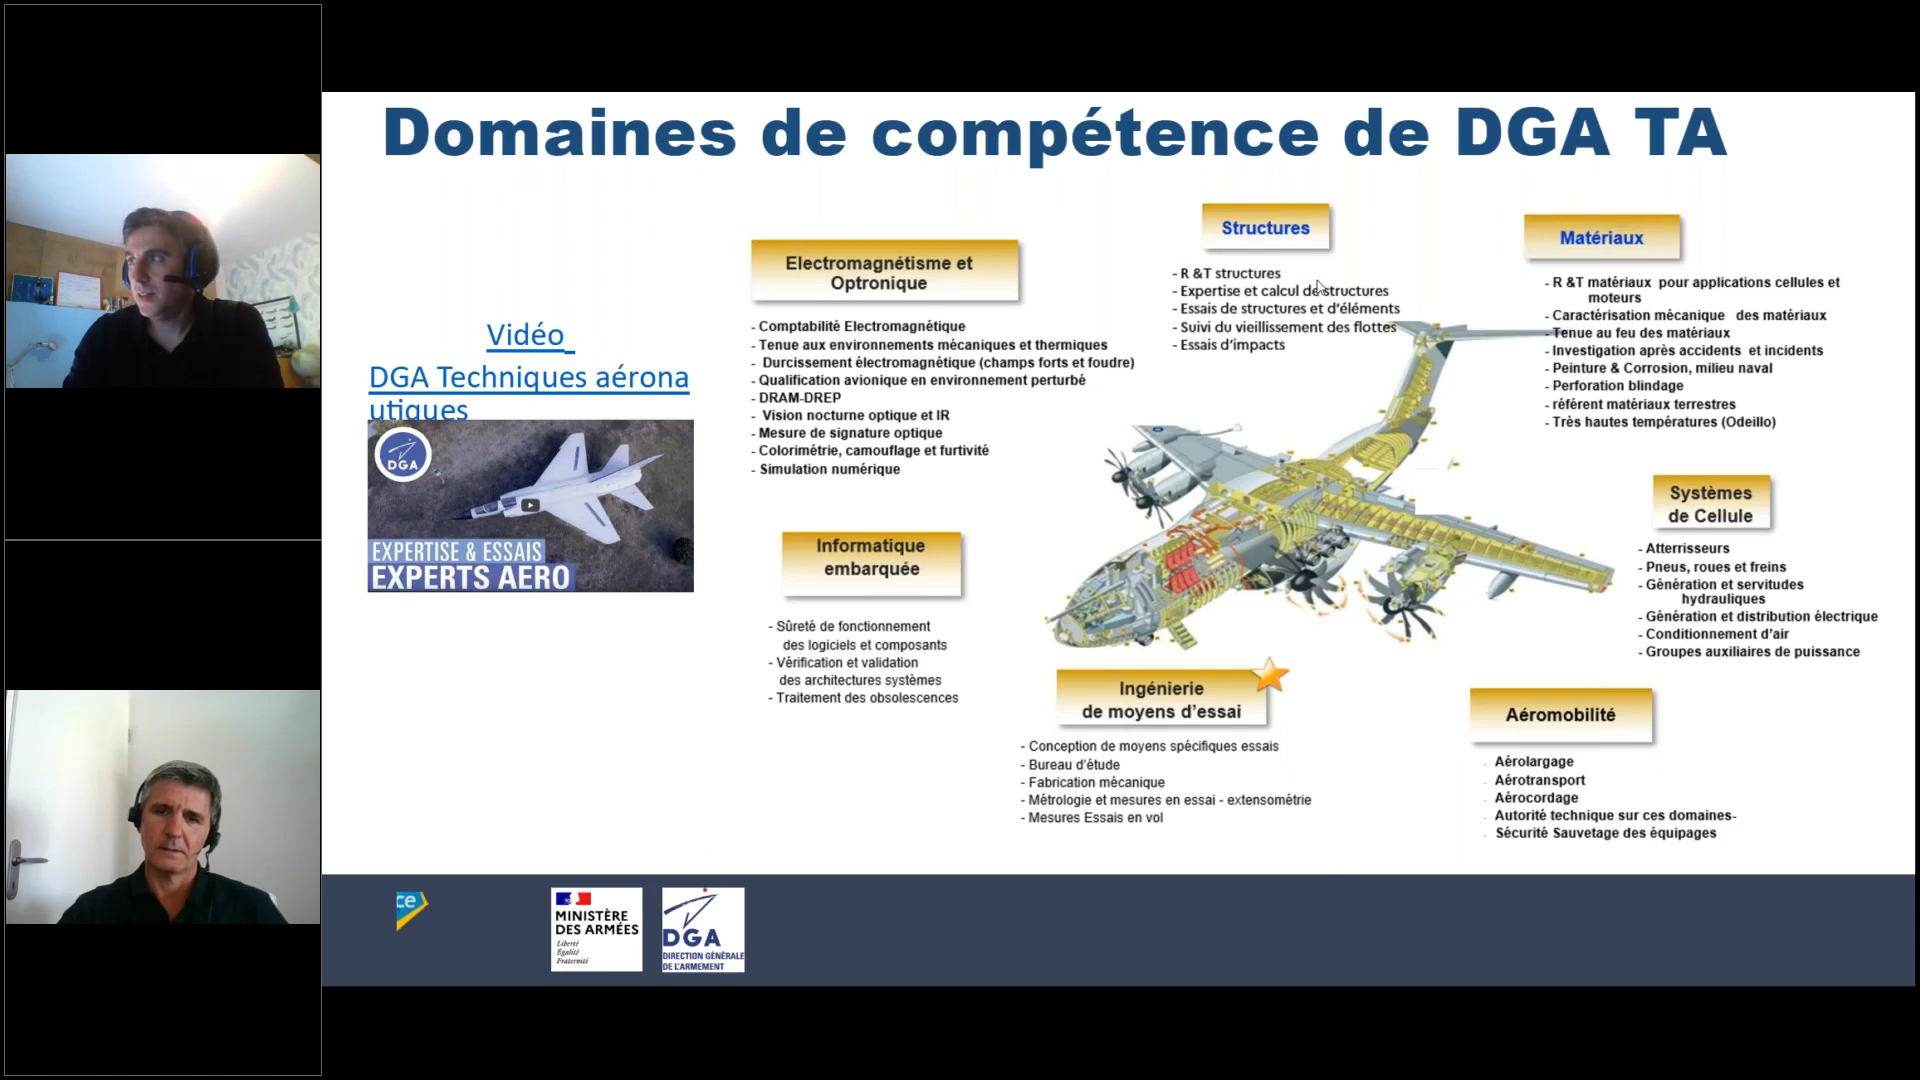 Domaines de compétence de DGA TA
Vidéo
DGA Techniques aérona
utiques
DGA
EXPERTISE & ESSAIS
EXPERTS AERO
Electromagnétisme et
Optronique
- Comptabilité Electromagnétique
- Tenue aux environnements mécaniques et thermiques
- Durcissement électromagnétique (champs forts et foudre)
- Qualification avionique en environnement perturbé
- DRAM-DREP
- Vision nocturne optique et IR
- Mesure de signature optique
- Colorimétrie, camouflage et furtivité
- Simulation numérique
Structures
- R &T structures
- Expertise et calcul de structures
- Essais de structures et d'éléments
- Suivi du vieillissement des flottes
- Essais d'impacts
Matériaux
- R &T matériaux pour applications cellules et
moteurs
- Caractérisation mécanique des matériaux
- Tenue au feu des matériaux
- Investigation après accidents et incidents
- Peinture & Corrosion, milieu naval
- Perforation blindage
- référent matériaux terrestres
- Très hautes températures (Odeillo)
Systèmes
de Cellule
- Atterrisseurs
- Pneus, roues et freins
- Génération et servitudes
hydrauliques
- Génération et distribution électrique
- Conditionnement d'air
- Groupes auxiliaires de puissance
Informatique
embarquée
- Sûreté de fonctionnement
des logiciels et composants
- Vérification et validation
des architectures systèmes
- Traitement des obsolescences
Ingénierie
de moyens d'essai
- Conception de moyens spécifiques essais
- Bureau d'étude
- Fabrication mécanique
- Métrologie et mesures en essai - extensométrie
- Mesures Essais en vol
Aéromobilité
- Aérolargage
- Aérotransport
- Aérocordage
- Autorité technique sur ces domaines-
- Sécurité Sauvetage des équipages
ce
MINISTÈRE
DES ARMÉES
Liberté
Égalité
Fraternité
DGA
DIRECTION GÉNÉRALE
DE L'ARMEMENT